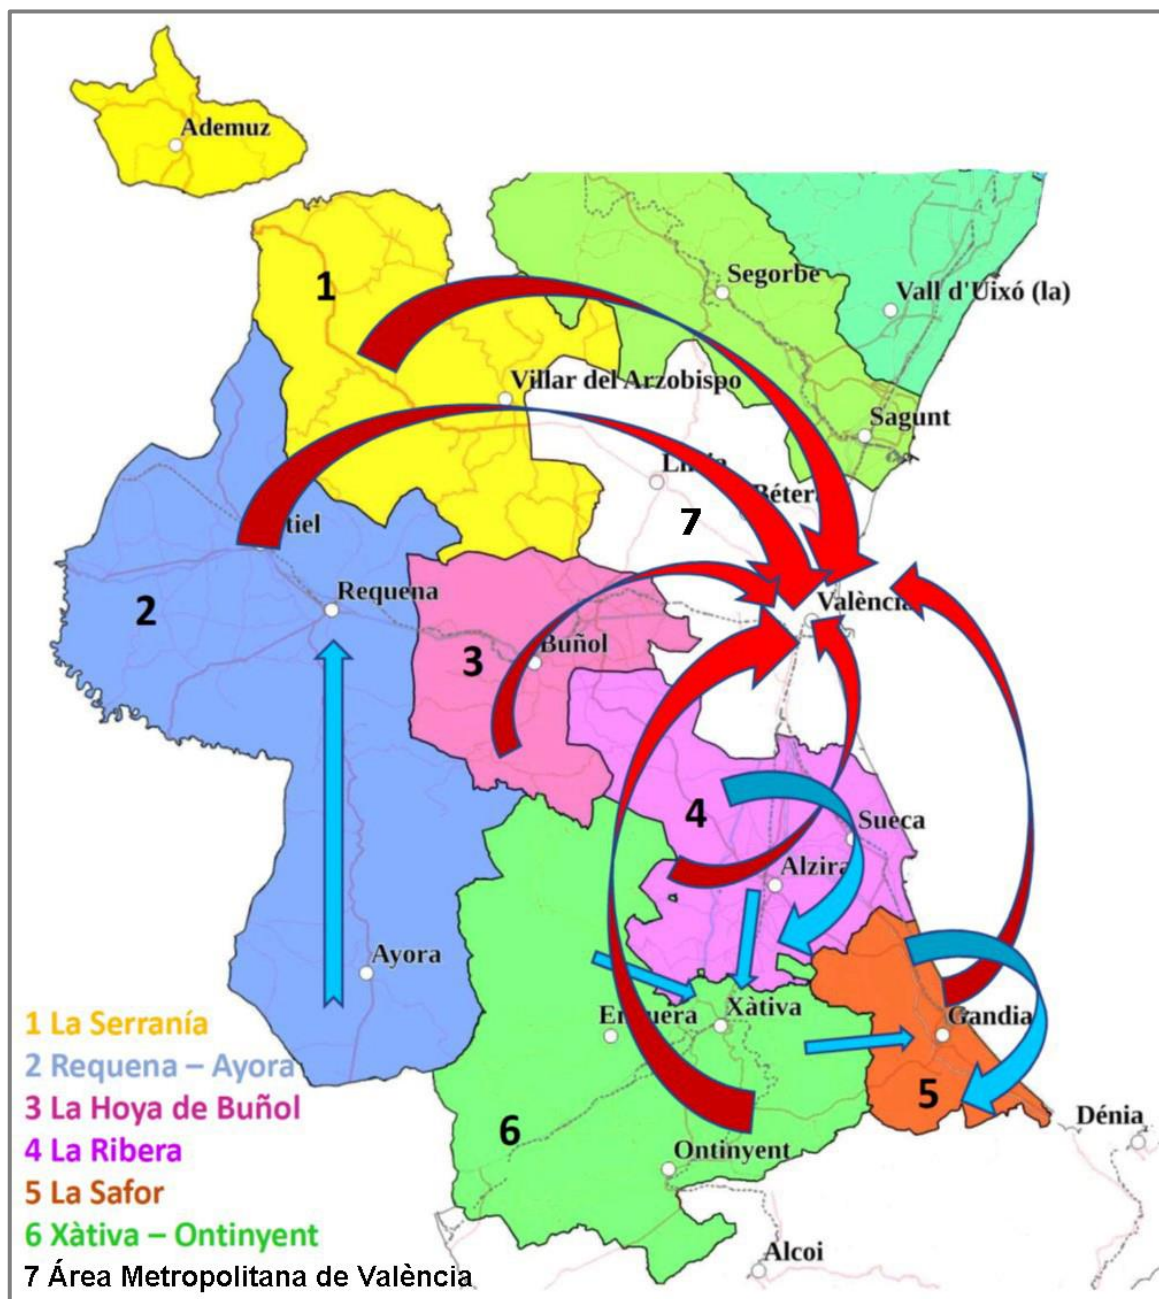 Ademuz
1
Segorbe
Vall d'Uixó (la)
Villar del Arzobispo
Sagunt
7
tiel
2
Requena
València
3
Buñol
4
Sueca
Alzira
Ayora
Xàtiva
Gandia
5
6
Dénia
Ontinyent
Alcoi
1 La Serranía
2 Requena – Ayora
3 La Hoya de Buñol
4 La Ribera
5 La Safor
6 Xàtiva – Ontinyent
7 Área Metropolitana de València